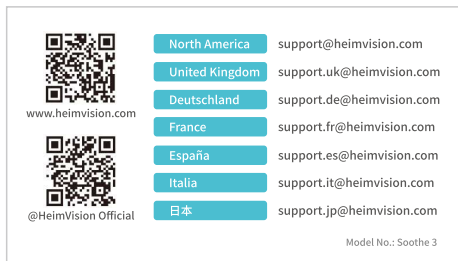 www.heimvision.com
@HeimVision Official
North America support@heimvision.com
United Kingdom support.uk@heimvision.com
Deutschland support.de@heimvision.com
France support.fr@heimvision.com
España support.es@heimvision.com
Italia support.it@heimvision.com
日本 support.jp@heimvision.com
Model No.: Soothe 3